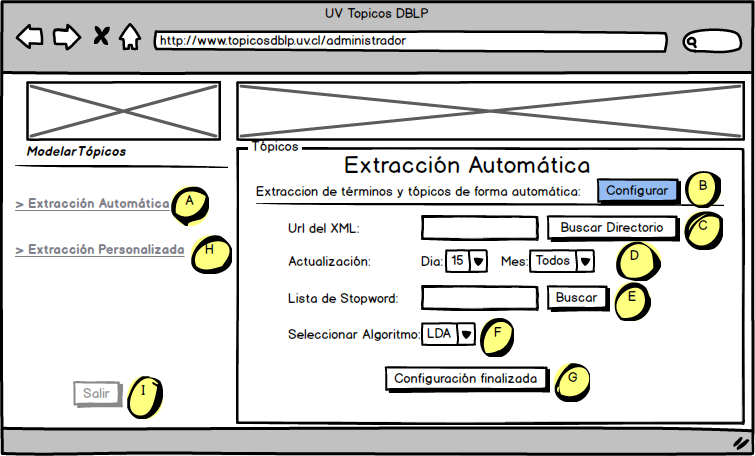 UV Topicos DBLP
http://www.topicosdblp.uv.cl/administrador
ModelarTópicos
> Extracción Automática A
> Extracción Personalizada H
Salir I
Tópicos
Extracción Automática
Extraccion de términos y tópicos de forma automática: Configurar B
Url del XML: Buscar Directorio C
Actualización: Dia: 15 Mes: Todos D
Lista de Stopword: Buscar E
Seleccionar Algoritmo: LDA F
Configuración finalizada G